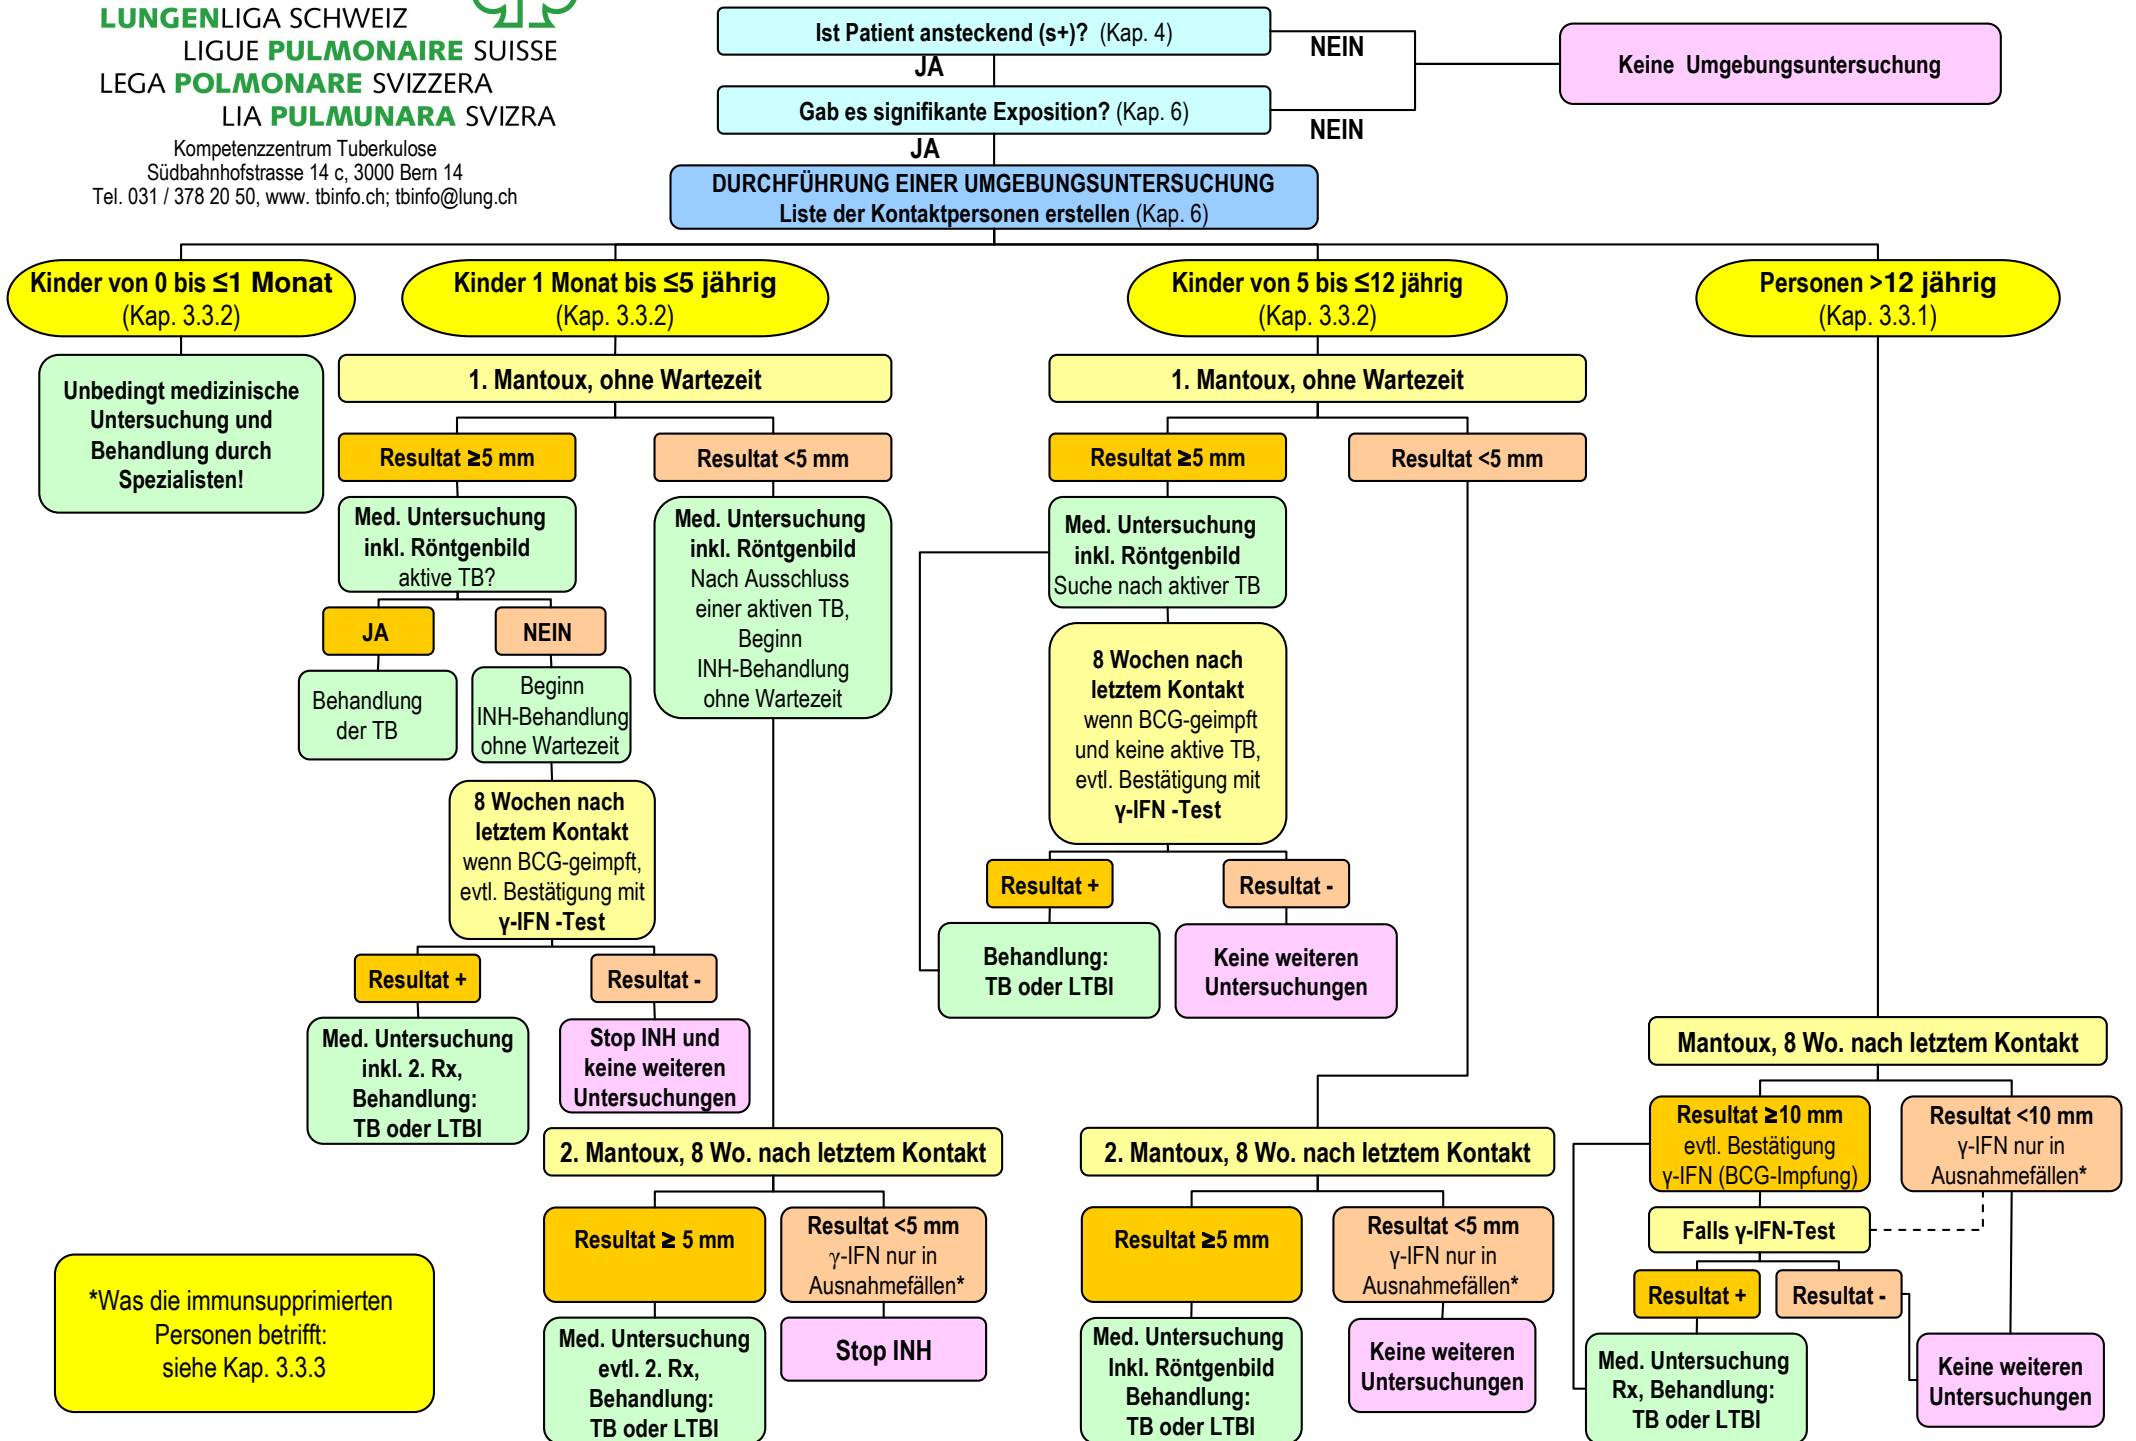 LUNGENLIGA SCHWEIZ
LIGUE PULMONAIRE SUISSE
LEGA POLMONARE SVIZZERA
LIA PULMUNARA SVIZRA
Kompetenzzentrum Tuberkulose
Südbahnhofstrasse 14 c, 3000 Bern 14
Tel. 031 / 378 20 50, www. tbinfo.ch; tbinfo@lung.ch
Ist Patient ansteckend (s+)? (Kap. 4)
NEIN
JA
Keine Umgebungsuntersuchung
Gab es signifikante Exposition? (Kap. 6)
NEIN
JA
DURCHFÜHRUNG EINER UMGEBUNGSUNTERSUCHUNG
Liste der Kontaktpersonen erstellen (Kap. 6)
Kinder von 0 bis ≤1 Monat
(Kap. 3.3.2)
Unbedingt medizinische
Untersuchung und
Behandlung durch
Spezialisten!
Kinder 1 Monat bis ≤5 jährig
(Kap. 3.3.2)
1. Mantoux, ohne Wartezeit
Resultat ≥5 mm
Med. Untersuchung
inkl. Röntgenbild
aktive TB?
JA
Behandlung
der TB
NEIN
Beginn
INH-Behandlung
ohne Wartezeit
8 Wochen nach
letztem Kontakt
wenn BCG-geimpft,
evtl. Bestätigung mit
γ-IFN -Test
Resultat +
Med. Untersuchung
inkl. 2. Rx,
Behandlung:
TB oder LTBI
Resultat -
Stop INH und
keine weiteren
Untersuchungen
Resultat <5 mm
Med. Untersuchung
inkl. Röntgenbild
Nach Ausschluss
einer aktiven TB,
Beginn
INH-Behandlung
ohne Wartezeit
2. Mantoux, 8 Wo. nach letztem Kontakt
Resultat ≥ 5 mm
Med. Untersuchung
evtl. 2. Rx,
Behandlung:
TB oder LTBI
Resultat <5 mm
γ-IFN nur in
Ausnahmefällen*
Stop INH
Kinder von 5 bis ≤12 jährig
(Kap. 3.3.2)
1. Mantoux, ohne Wartezeit
Resultat ≥5 mm
Med. Untersuchung
inkl. Röntgenbild
Suche nach aktiver TB
8 Wochen nach
letztem Kontakt
wenn BCG-geimpft
und keine aktive TB,
evtl. Bestätigung mit
γ-IFN -Test
Resultat +
Behandlung:
TB oder LTBI
Resultat -
Keine weiteren
Untersuchungen
Resultat <5 mm
2. Mantoux, 8 Wo. nach letztem Kontakt
Resultat ≥5 mm
Med. Untersuchung
Inkl. Röntgenbild
Behandlung:
TB oder LTBI
Resultat <5 mm
γ-IFN nur in
Ausnahmefällen*
Keine weiteren
Untersuchungen
Personen >12 jährig
(Kap. 3.3.1)
Mantoux, 8 Wo. nach letztem Kontakt
Resultat ≥10 mm
evtl. Bestätigung
γ-IFN (BCG-Impfung)
Resultat <10 mm
γ-IFN nur in
Ausnahmefällen*
Falls γ-IFN-Test
Resultat +
Resultat -
Med. Untersuchung
Rx, Behandlung:
TB oder LTBI
Keine weiteren
Untersuchungen
*Was die immunsupprimierten
Personen betrifft:
siehe Kap. 3.3.3